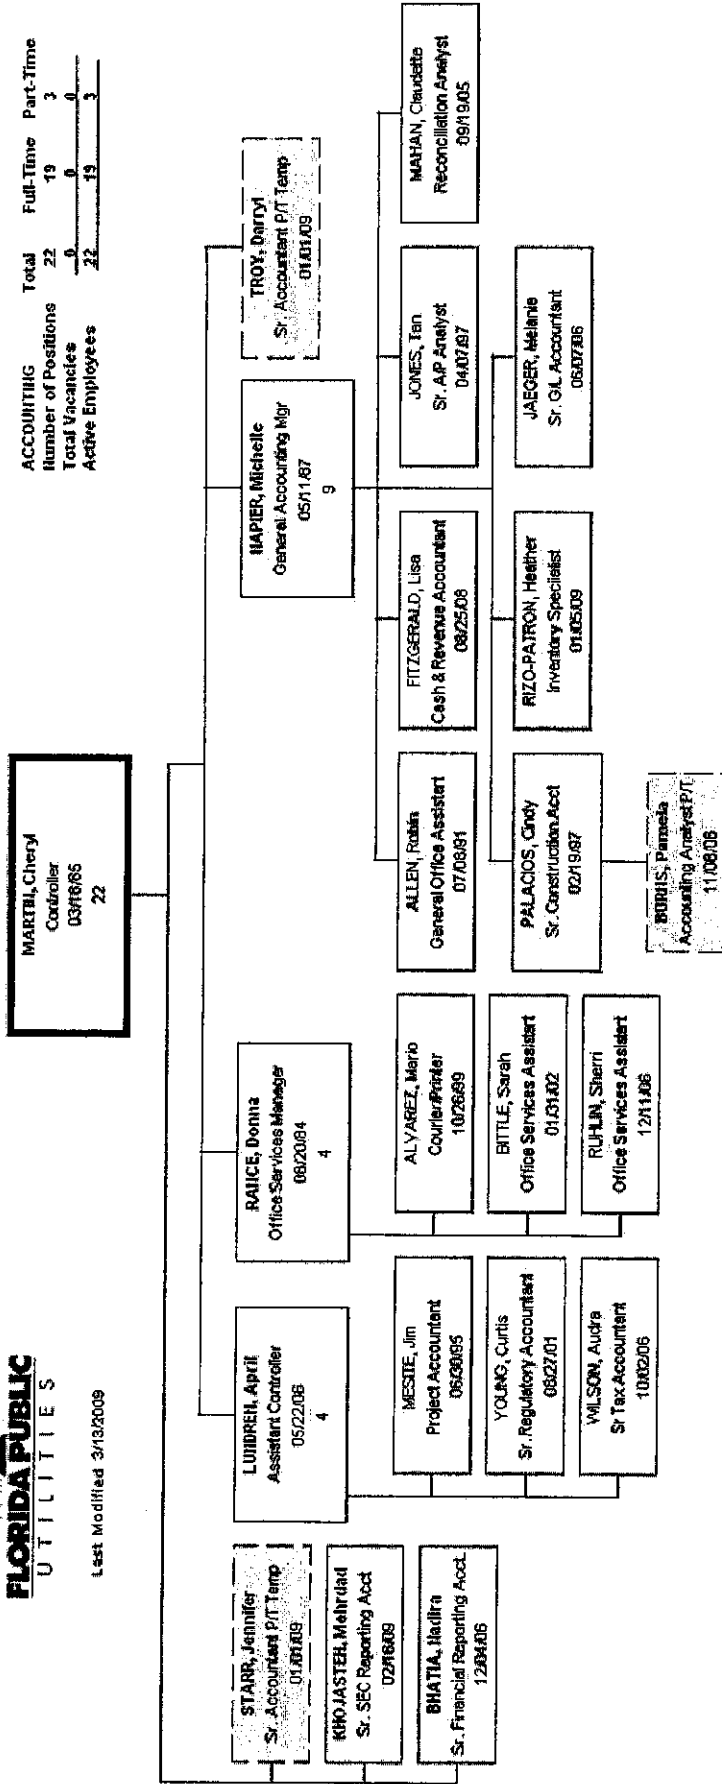 FLORIDA PUBLIC
UTILITIES
Last Modified 3/13/2009
ACCOUNTING Total Full-Time Part-Time
Number of Positions 22 19 3
Total Vacancies 0 0 0
Active Employees 22 19 3
MARTIN, Cheryl
Controller
03/18/85
22
STARR, Jennifer
Sr. Accountant P/T Temp
01/01/09
KHOJASTEH, Mehrdad
Sr. SEC Reporting Acct
02/16/09
BHATIA, Nadira
Sr. Financial Reporting Acct.
12/04/06
LUNDREN, April
Assistant Controller
05/22/06
4
MESITE, Jim
Project Accountant
06/30/95
YOUNG, Curtis
Sr. Regulatory Accountant
08/27/01
WILSON, Audra
Sr Tax Accountant
10/02/06
RANCE, Donna
Office Services Manager
08/20/84
4
ALVAREZ, Mario
Courier/Printer
10/26/99
BITTLE, Sarah
Office Services Assistant
01/31/02
RUHLIN, Sherri
Office Services Assistant
12/11/06
NAPIER, Michelle
General Accounting Mgr
05/11/87
9
TROY, Darryl
Sr. Accountant P/T Temp
01/01/09
ALLEN, Robin
General Office Assistant
07/08/91
FITZGERALD, Lisa
Cash & Revenue Accountant
08/25/08
JONES, Tan
Sr. A/P Analyst
04/07/97
MAHAN, Claudette
Reconciliation Analyst
09/19/05
PALACIOS, Cindy
Sr. Construction Acct
02/19/97
RIZO-PATRON, Heather
Inventory Specialist
01/05/09
JAEGER, Melanie
Sr. G/L Accountant
Pamela
Accounting Analyst P/T
11/08/06